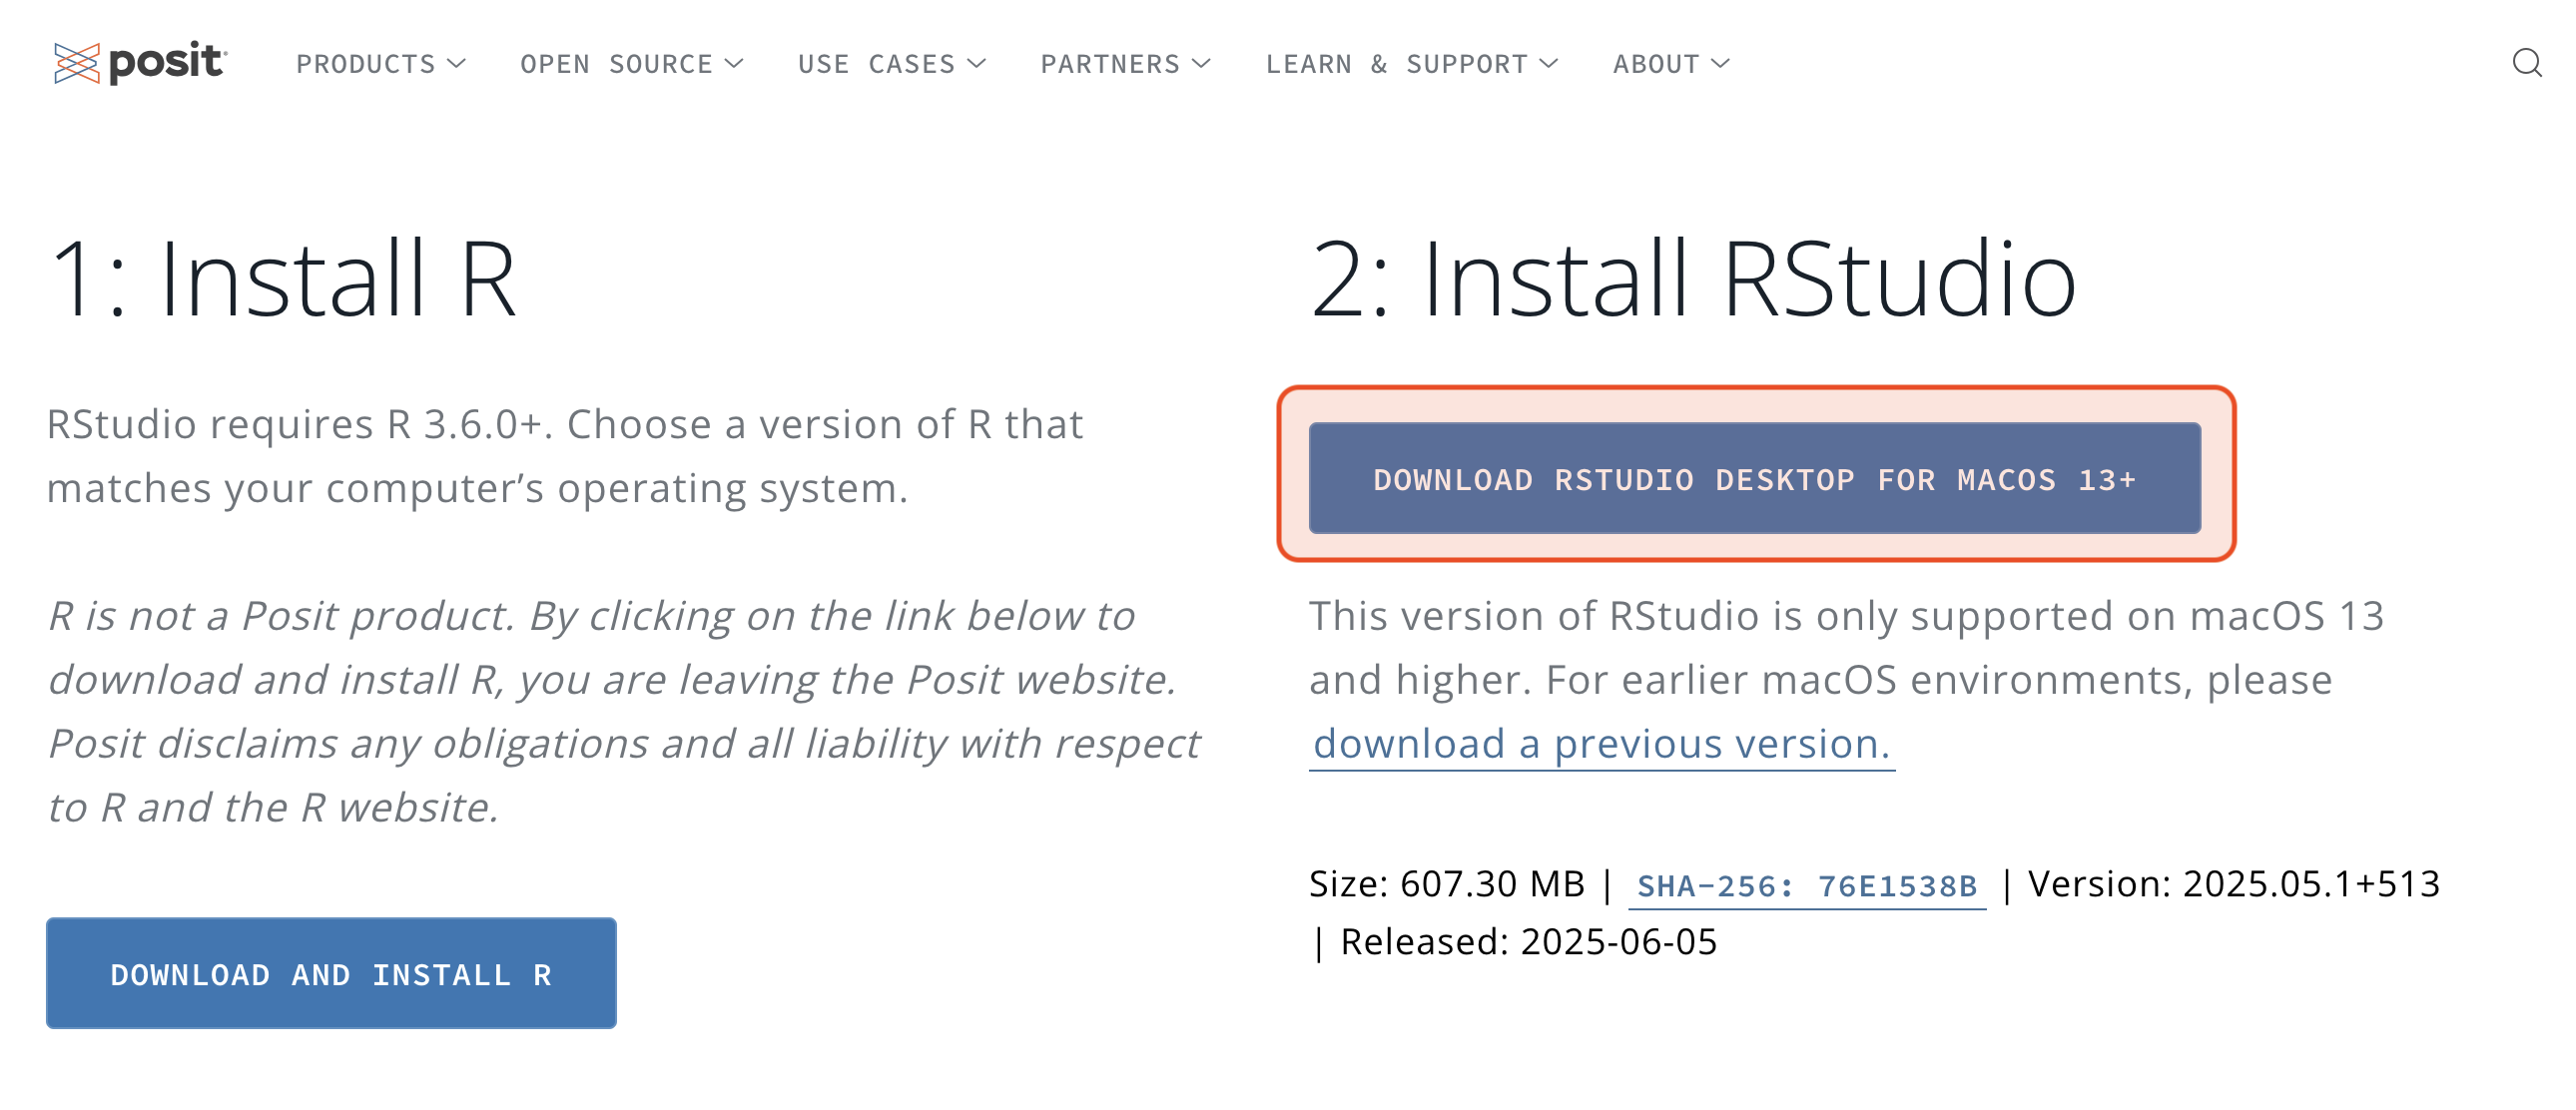 posit
PRODUCTS
OPEN SOURCE
USE CASES
PARTNERS
LEARN & SUPPORT
ABOUT
1: Install R
RStudio requires R 3.6.0+. Choose a version of R that
matches your computer’s operating system.
R is not a Posit product. By clicking on the link below to
download and install R, you are leaving the Posit website.
Posit disclaims any obligations and all liability with respect
to R and the R website.
DOWNLOAD AND INSTALL R
2: Install RStudio
DOWNLOAD RSTUDIO DESKTOP FOR MACOS 13+
This version of RStudio is only supported on macOS 13
and higher. For earlier macOS environments, please
download a previous version.
Size: 607.30 MB | SHA-256: 76E1538B | Version: 2025.05.1+513
| Released: 2025-06-05